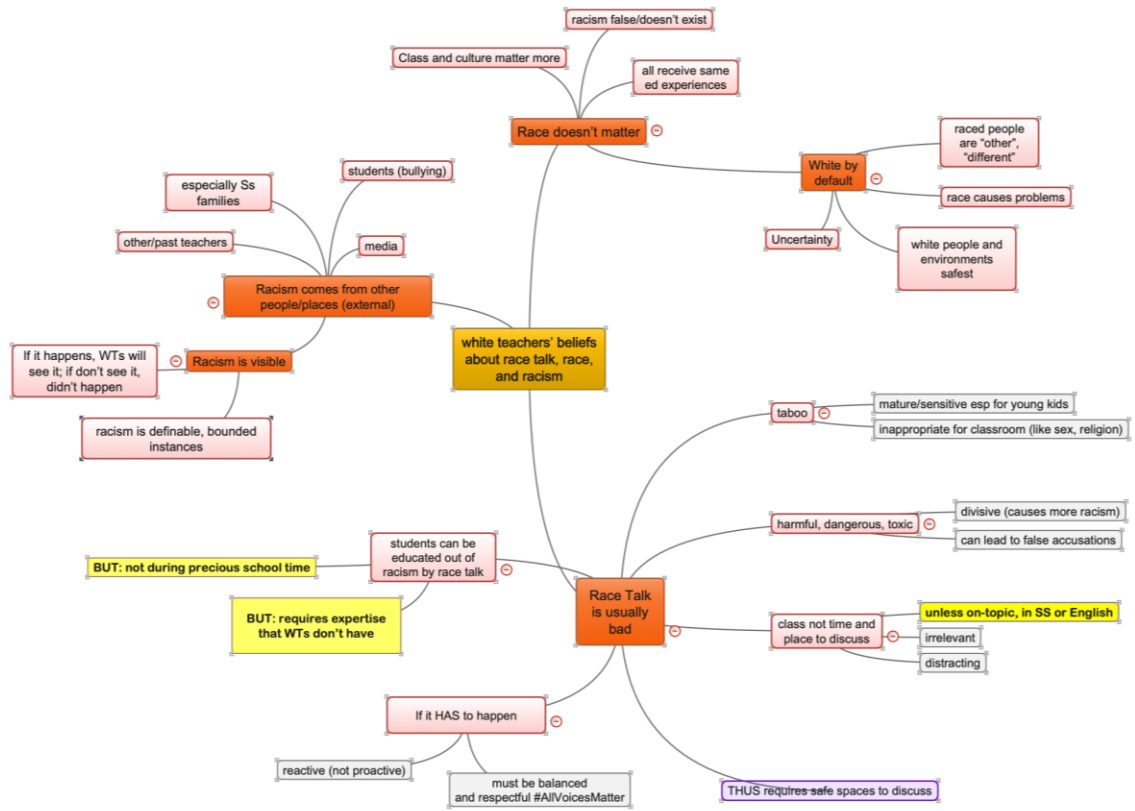 racism false/doesn't exist
Class and culture matter more
all receive same
ed experiences
Race doesn't matter
raced people
are “other”,
“different”
White by
default
race causes problems
Uncertainty
white people and
environments
safest
students (bullying)
especially Ss
families
other/past teachers
media
Racism comes from other
people/places (external)
If it happens, WTs will
see it; if don't see it,
didn't happen
Racism is visible
racism is definable, bounded
instances
white teachers' beliefs
about race talk, race,
and racism
taboo
mature/sensitive esp for young kids
inappropriate for classroom (like sex, religion)
harmful, dangerous, toxic
divisive (causes more racism)
can lead to false accusations
students can be
educated out of
racism by race talk
BUT: not during precious school time
BUT: requires expertise
that WTs don't have
Race Talk
is usually
bad
class not time and
place to discuss
unless on-topic, in SS or English
irrelevant
distracting
If it HAS to happen
reactive (not proactive)
must be balanced
and respectful #AllVoicesMatter
THUS requires safe spaces to discuss